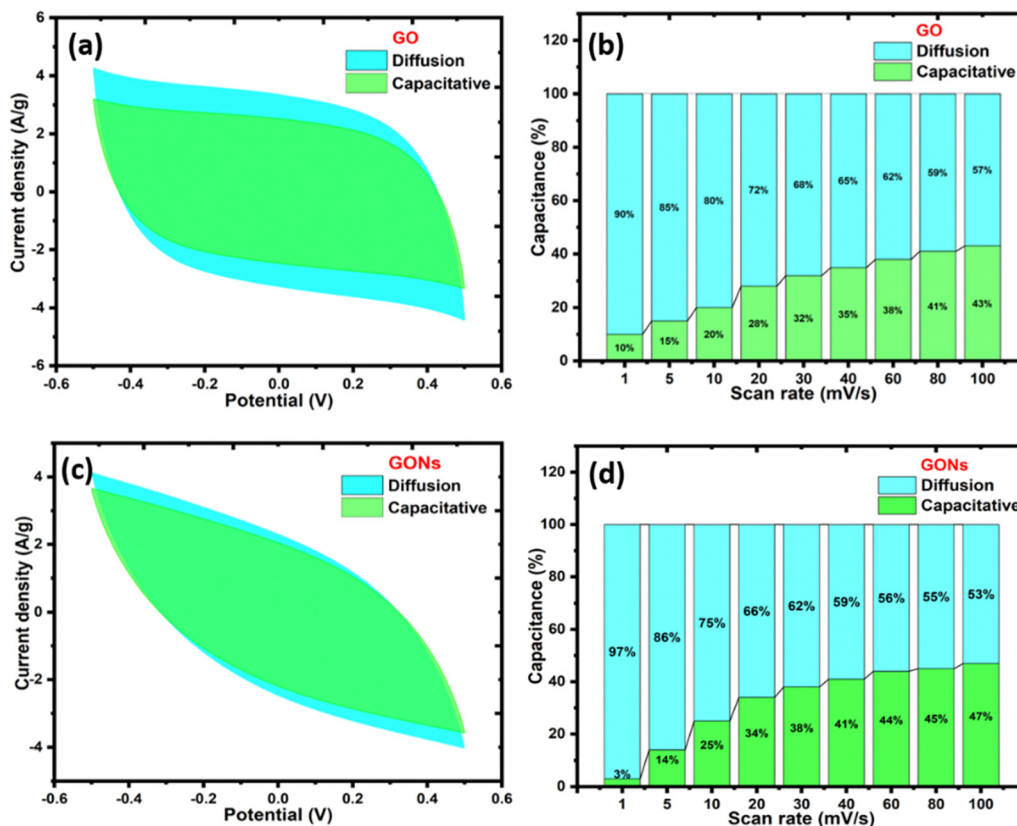 (a)
GO
Diffusion
Capacitative
Current density (A/g)
6
4
2
0
-2
-4
-6
-0.6 -0.4 -0.2 0.0 0.2 0.4 0.6
Potential (V)
(b)
GO
Diffusion
Capacitative
Capacitance (%)
120
100
80
60
40
20
0
90% 85% 80% 72% 68% 65% 62% 59% 57%
10% 15% 20% 28% 32% 35% 38% 41% 43%
1 5 10 20 30 40 60 80 100
Scan rate (mV/s)
(c)
GONs
Diffusion
Capacitative
Current density (A/g)
4
2
0
-2
-4
-0.6 -0.4 -0.2 0.0 0.2 0.4 0.6
Potential (V)
(d)
GONs
Diffusion
Capacitative
Capacitance (%)
120
100
80
60
40
20
0
97% 86% 75% 66% 62% 59% 56% 55% 53%
3% 14% 25% 34% 38% 41% 44% 45% 47%
1 5 10 20 30 40 60 80 100
Scan rate (mV/s)